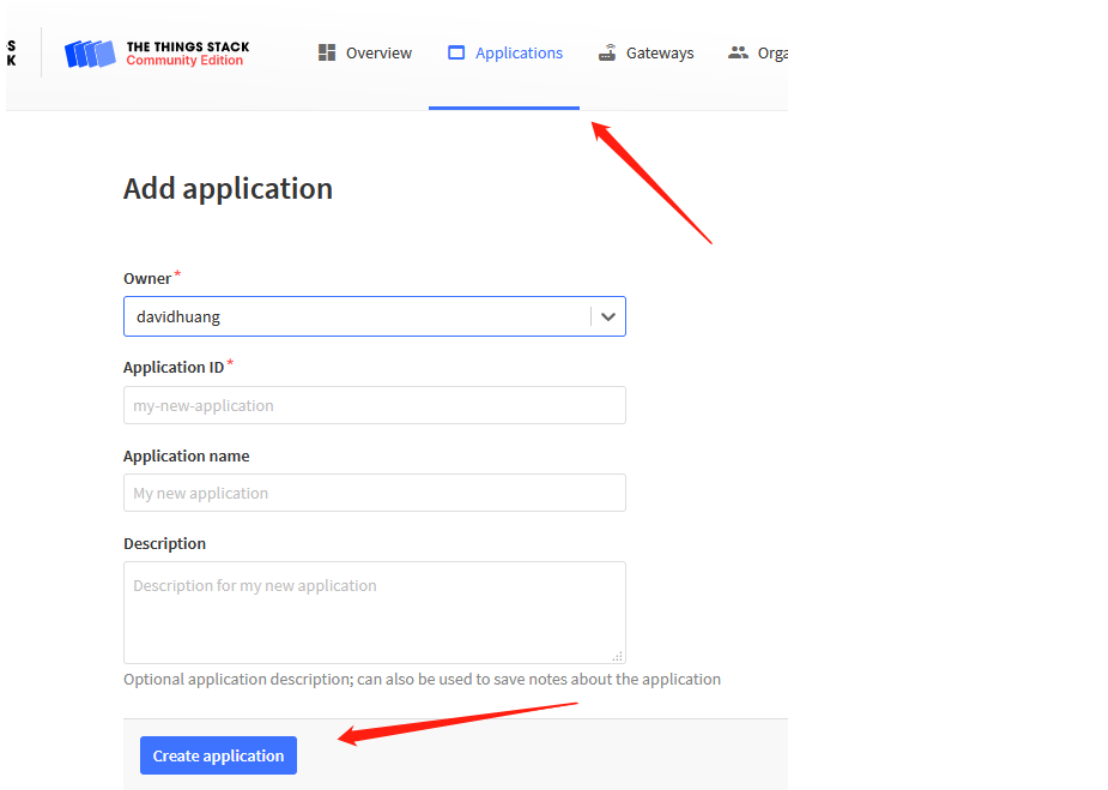 S
K
THE THINGS STACK
Community Edition
Overview
Applications
Gateways
Orga
Add application
Owner*
davidhuang
Application ID*
my-new-application
Application name
My new application
Description
Description for my new application
Optional application description; can also be used to save notes about the application
Create application